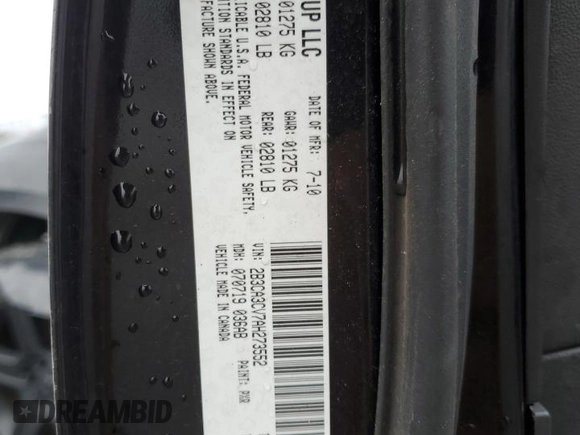 UP LLC DATE OF MFR: 7-10
01275 KG GAWR: 01275 KG
02810 LB REAR: 02810 LB
ICABLE U.S.A. FEDERAL MOTOR VEHICLE SAFETY,
NTION STANDARDS IN EFFECT ON
FACTURE SHOWN ABOVE.
VIN: 2B3CA3CV7AH273552
MDH: 070719 036AB PAINT: PXR
VEHICLE MADE IN CANADA
DREAMBID